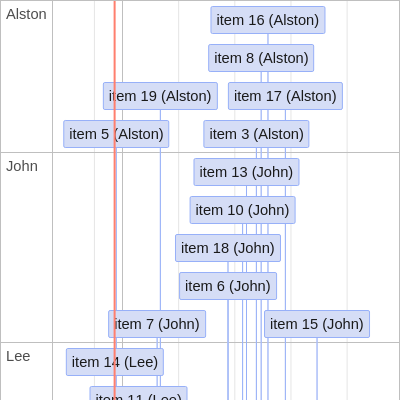 Alston
item 16 (Alston)
item 8 (Alston)
item 19 (Alston)
item 17 (Alston)
item 5 (Alston)
item 3 (Alston)
John
item 13 (John)
item 10 (John)
item 18 (John)
item 6 (John)
item 7 (John)
item 15 (John)
Lee
item 14 (Lee)
item 11 (Lee)